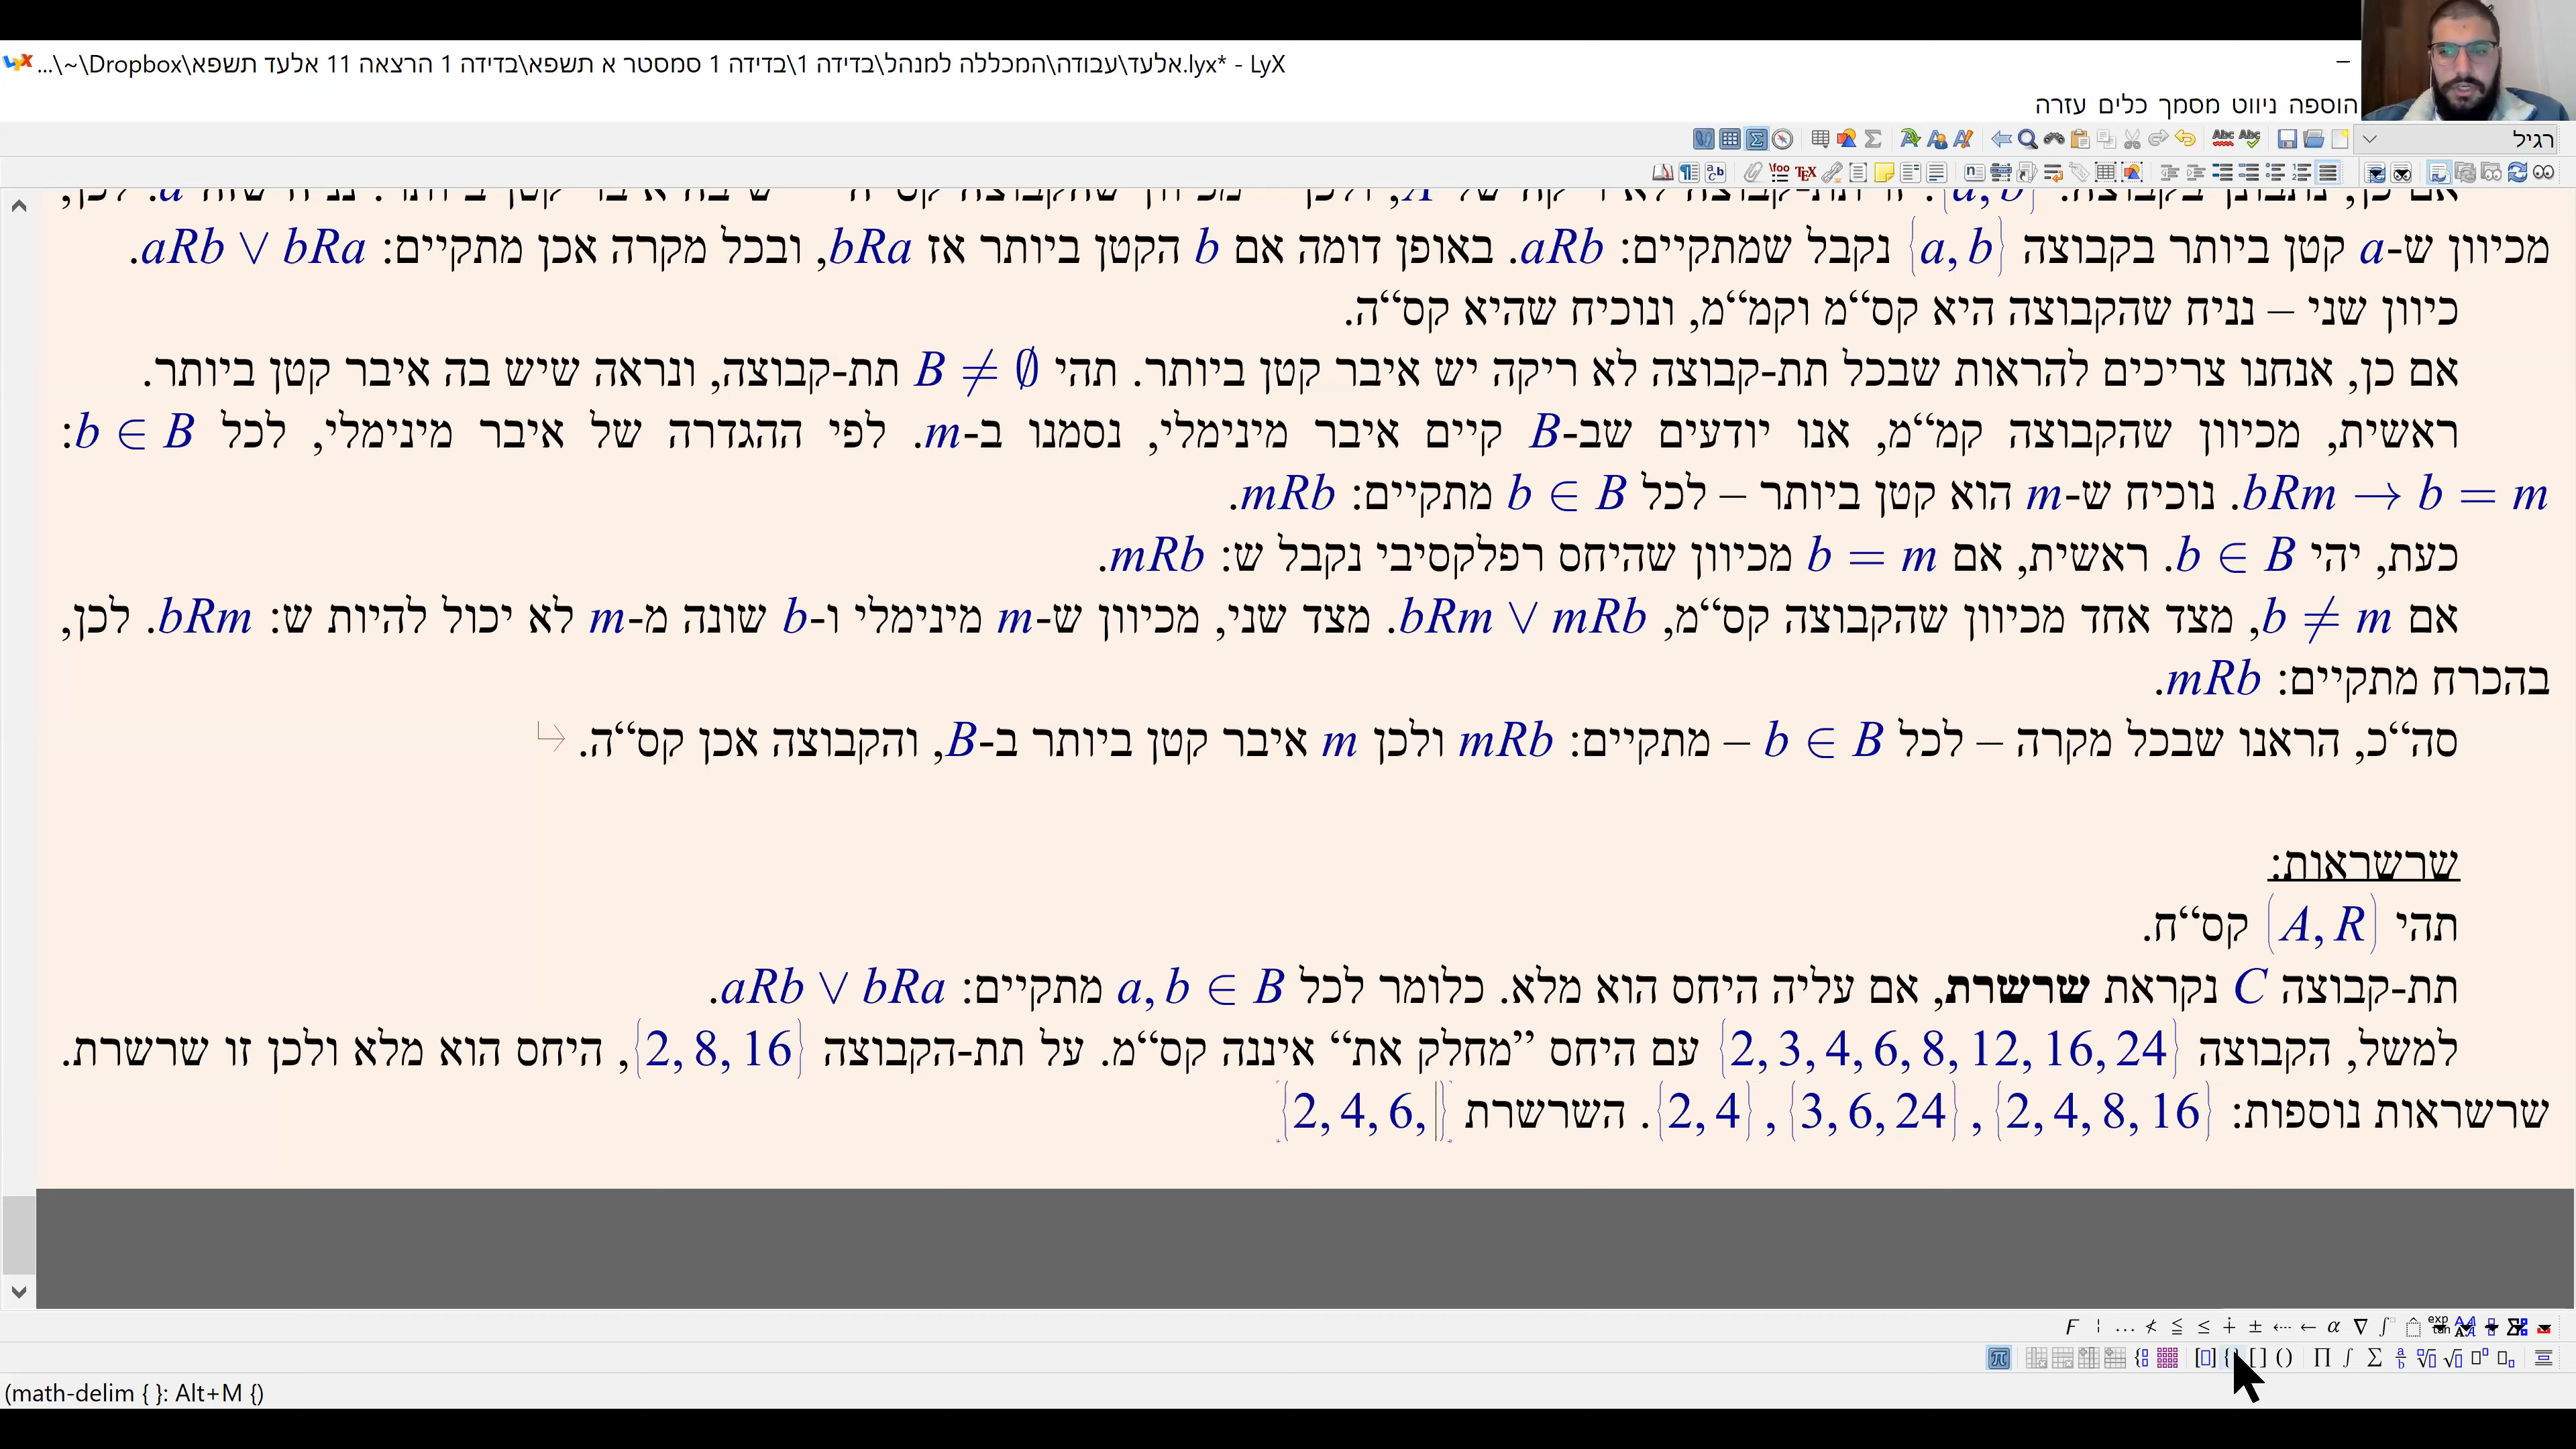 ...\~\Dropbox\אלעד\עבודה\המכללה למנהל\בדידה 1\בדידה 1 סמסטר א תשפא\בדידה 1 הרצאה 11 אלעד תשפא.lyx* - LyX
הוספה ניווט מסמך כלים עזרה
רגיל
מכיוון ש-a קטן ביותר בקבוצה {a, b} נקבל שמתקיים: aRb. באופן דומה אם b הקטן ביותר אז bRa, ובכל מקרה אכן מתקיים: aRb ∨ bRa.
כיוון שני – נניח שהקבוצה היא קס“מ וקמ“מ, ונוכיח שהיא קס“ה.
אם כן, אנחנו צריכים להראות שבכל תת-קבוצה לא ריקה יש איבר קטן ביותר. תהי B ≠ ∅ תת-קבוצה, ונראה שיש בה איבר קטן ביותר.
ראשית, מכיוון שהקבוצה קמ“מ, אנו יודעים שב-B קיים איבר מינימלי, נסמנו ב-m. לפי ההגדרה של איבר מינימלי, לכל b ∈ B:
bRm → b = m. נוכיח ש-m הוא קטן ביותר – לכל b ∈ B מתקיים: mRb.
כעת, יהי b ∈ B. ראשית, אם b = m מכיוון שהיחס רפלקסיבי נקבל ש: mRb.
אם b ≠ m, מצד אחד מכיוון שהקבוצה קס“מ, bRm ∨ mRb. מצד שני, מכיוון ש-m מינימלי ו-b שונה מ-m לא יכול להיות ש: bRm. לכן,
בהכרח מתקיים: mRb.
סה“כ, הראנו שבכל מקרה – לכל b ∈ B – מתקיים: mRb ולכן m איבר קטן ביותר ב-B, והקבוצה אכן קס“ה.
שרשראות:
תהי (A, R) קס“ח.
תת-קבוצה C נקראת שרשרת, אם עליה היחס הוא מלא. כלומר לכל a, b ∈ B מתקיים: aRb ∨ bRa.
למשל, הקבוצה {2, 3, 4, 6, 8, 12, 16, 24} עם היחס ”מחלק את“ איננה קס“מ. על תת-הקבוצה {2, 8, 16}, היחס הוא מלא ולכן זו שרשרת.
שרשראות נוספות: {2, 4, 8, 16}, {3, 6, 24}, {2, 4}. השרשרת {2, 4, 6,}
(math-delim { }: Alt+M {)